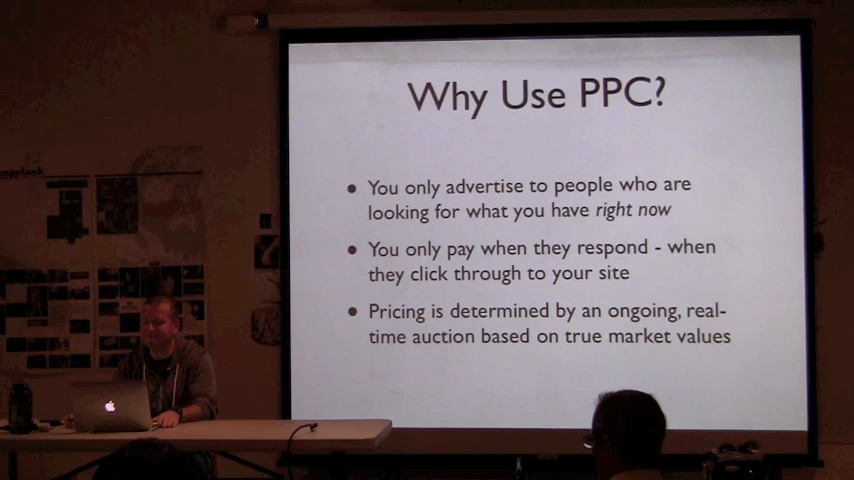 Why Use PPC?
• You only advertise to people who are
looking for what you have right now
• You only pay when they respond - when
they click through to your site
• Pricing is determined by an ongoing, real-
time auction based on true market values